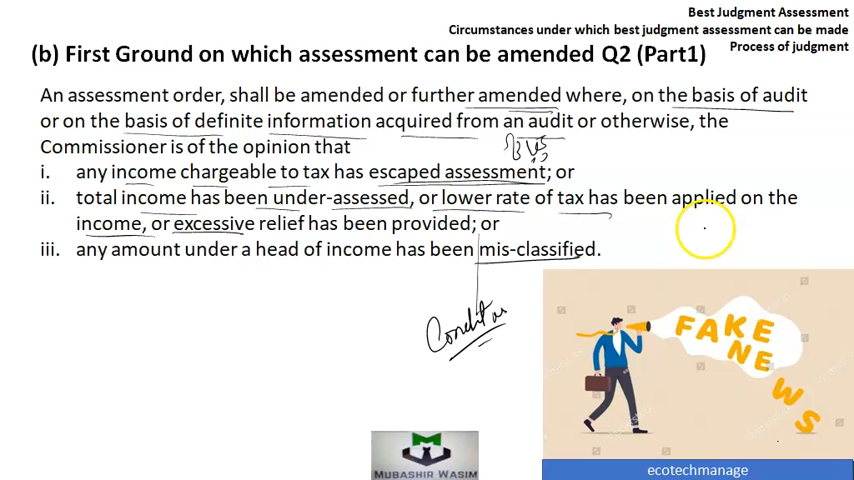 Best Judgment Assessment
Circumstances under which best judgment assessment can be made
Process of judgment
(b) First Ground on which assessment can be amended Q2 (Part1)
An assessment order, shall be amended or further amended where, on the basis of audit
or on the basis of definite information acquired from an audit or otherwise, the
Commissioner is of the opinion that
i. any income chargeable to tax has escaped assessment; or
ii. total income has been under-assessed, or lower rate of tax has been applied on the
income, or excessive relief has been provided; or
iii. any amount under a head of income has been mis-classified.
FAKE
NEWS
MUBASHIR WASIM
ecotechmanage